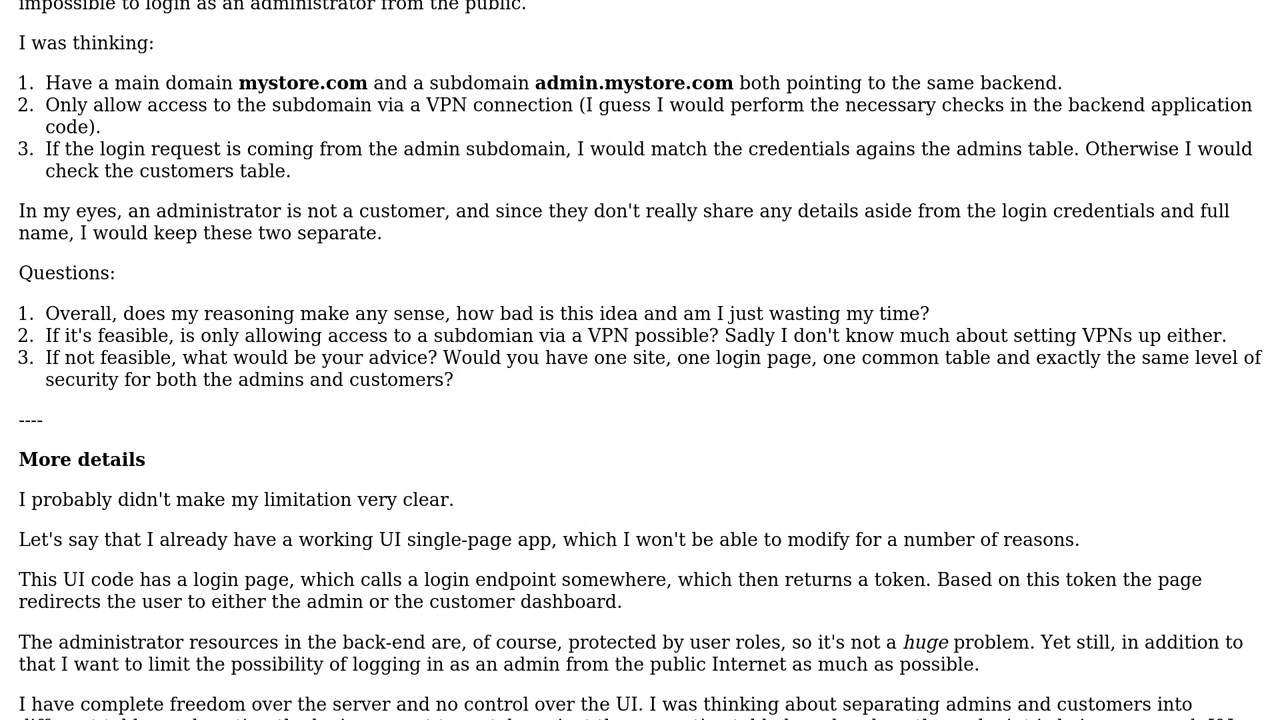 impossible to login as an administrator from the public.
I was thinking:
1. Have a main domain mystore.com and a subdomain admin.mystore.com both pointing to the same backend.
2. Only allow access to the subdomain via a VPN connection (I guess I would perform the necessary checks in the backend application
code).
3. If the login request is coming from the admin subdomain, I would match the credentials agains the admins table. Otherwise I would
check the customers table.
In my eyes, an administrator is not a customer, and since they don't really share any details aside from the login credentials and full
name, I would keep these two separate.
Questions:
1. Overall, does my reasoning make any sense, how bad is this idea and am I just wasting my time?
2. If it's feasible, is only allowing access to a subdomian via a VPN possible? Sadly I don't know much about setting VPNs up either.
3. If not feasible, what would be your advice? Would you have one site, one login page, one common table and exactly the same level of
security for both the admins and customers?
----
More details
I probably didn't make my limitation very clear.
Let's say that I already have a working UI single-page app, which I won't be able to modify for a number of reasons.
This UI code has a login page, which calls a login endpoint somewhere, which then returns a token. Based on this token the page
redirects the user to either the admin or the customer dashboard.
The administrator resources in the back-end are, of course, protected by user roles, so it's not a huge problem. Yet still, in addition to
that I want to limit the possibility of logging in as an admin from the public Internet as much as possible.
I have complete freedom over the server and no control over the UI. I was thinking about separating admins and customers into